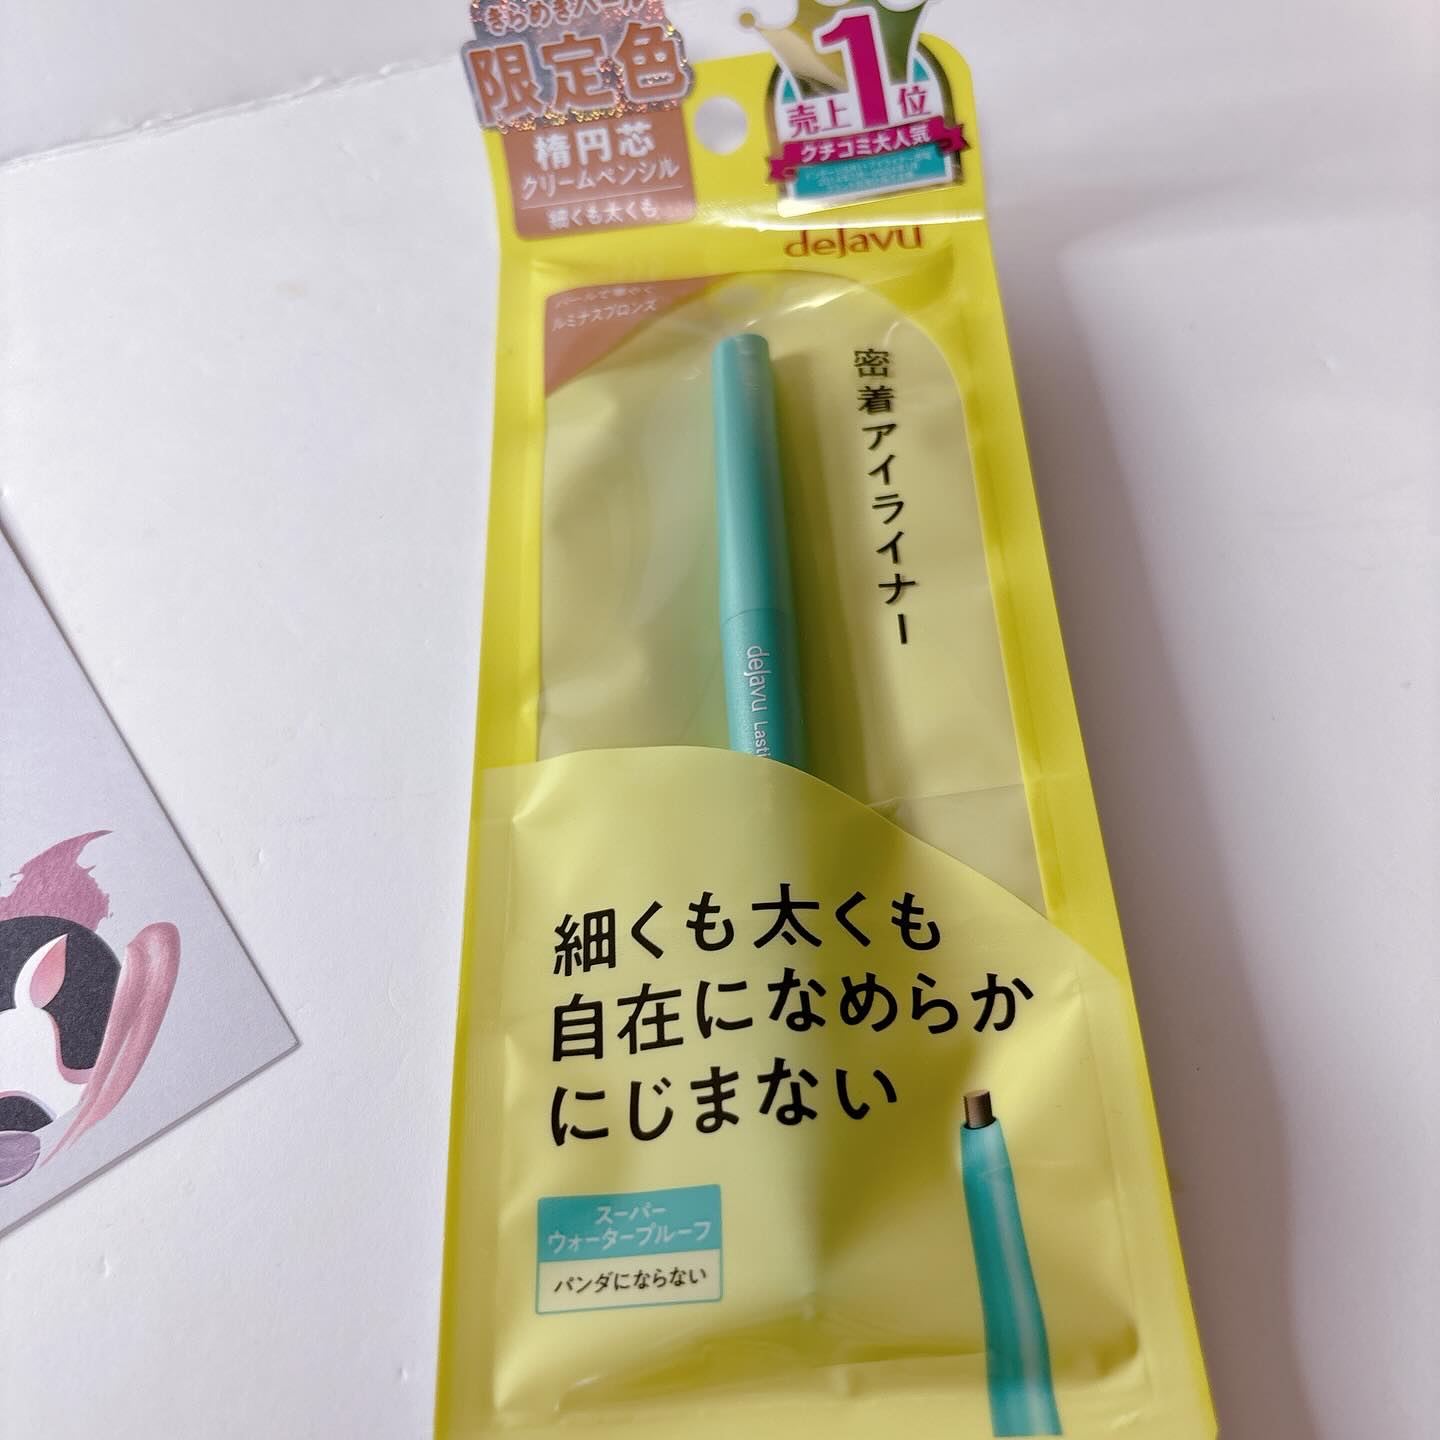 きらめきパール
限定色
楕円芯
クリームペンシル
細くも太くも
1
売上 位
クチコミ大人気
dejavu
パールで華やぐ
ルミナスブロンズ
密着アイライナー
dejavu Lasti
細くも太くも
自在になめらか
にじまない
スーパー
ウォータープルーフ
パンダにならない